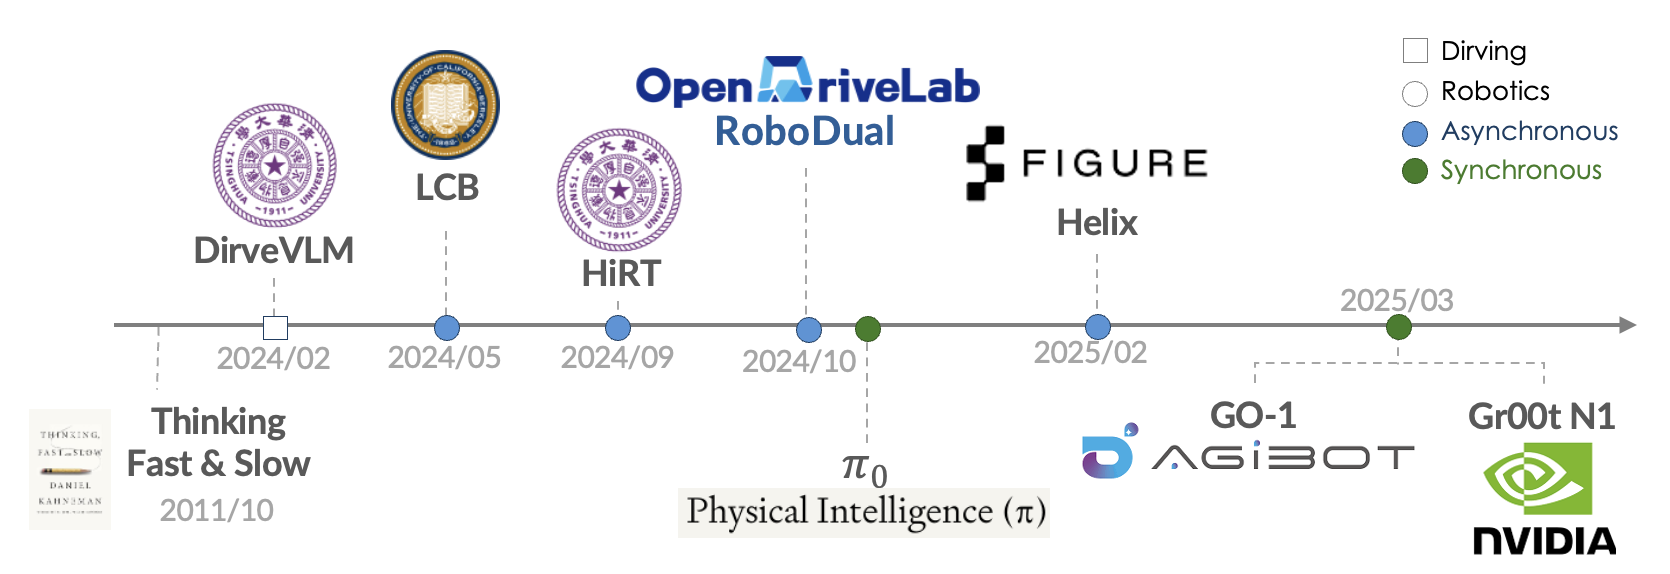 Dirving
Robotics
Asynchronous
Synchronous
OpenDriveLab
RoboDual
LCB
DirveVLM
HiRT
FIGURE
Helix
TSINGHUA UNIVERSITY
-1911-
TSINGHUA UNIVERSITY
-1911-
2024/02
2024/05
2024/09
2024/10
2025/02
2025/03
THINKING,
FAST AND SLOW
DANIEL
KAHNEMAN
Thinking
Fast & Slow
2011/10
π0
Physical Intelligence (π)
GO-1
AGIBOT
Gr00t N1
NVIDIA